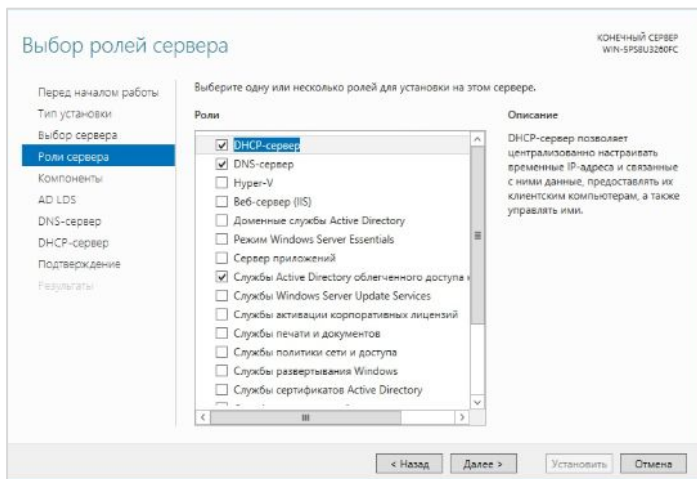 Выбор ролей сервера
КОНЕЧНЫЙ СЕРВЕР
WIN-SPS8U3260FC
Перед началом работы
Тип установки
Выбор сервера
Роли сервера
Компоненты
AD LDS
DNS-сервер
DHCP-сервер
Подтверждение
Результаты
Выберите одну или несколько ролей для установки на этом сервере.
Роли
DHCP-сервер
DNS-сервер
Hyper-V
Веб-сервер (IIS)
Доменные службы Active Directory
Режим Windows Server Essentials
Сервер приложений
Службы Active Directory облегченного доступа к
Службы Windows Server Update Services
Службы активации корпоративных лицензий
Службы печати и документов
Службы политики сети и доступа
Службы развертывания Windows
Службы сертификатов Active Directory
Описание
DHCP-сервер позволяет
централизованно настраивать
временные IP-адреса и связанные
с ними данные, предоставлять их
клиентским компьютерам, а также
управлять ими.
< Назад
Далее >
Установить
Отмена